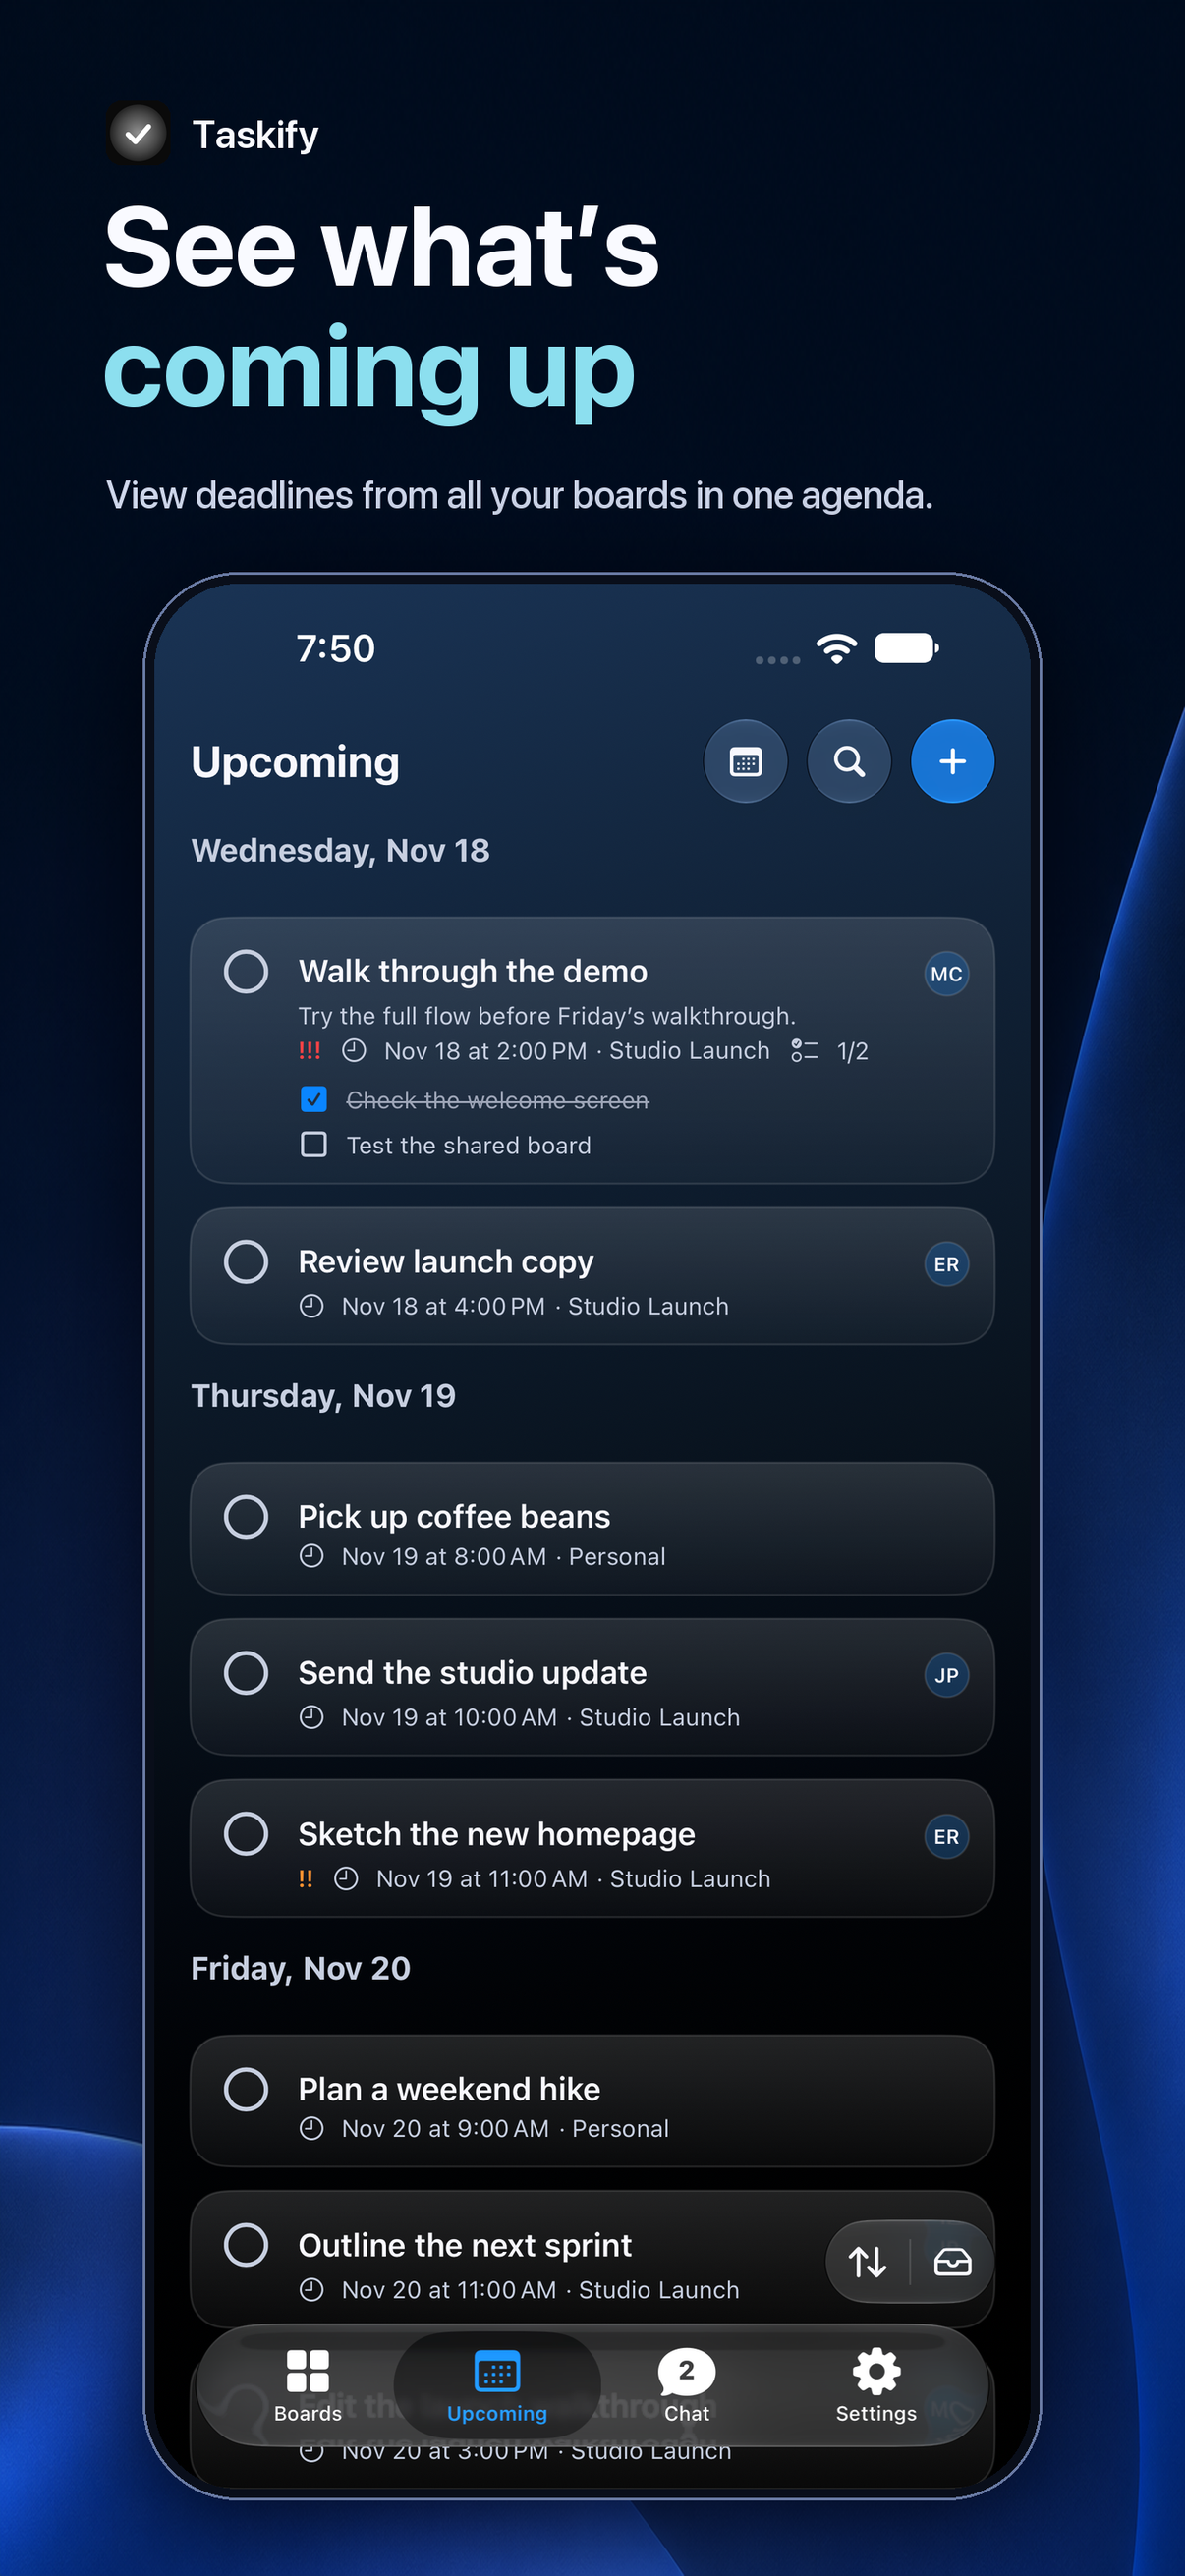 Taskify
See what’s
coming up
View deadlines from all your boards in one agenda.
7:50
Upcoming
Wednesday, Nov 18
Walk through the demo
MC
Try the full flow before Friday’s walkthrough.
!!! Nov 18 at 2:00 PM · Studio Launch 1/2
Check the welcome screen
Test the shared board
Review launch copy
ER
Nov 18 at 4:00 PM · Studio Launch
Thursday, Nov 19
Pick up coffee beans
Nov 19 at 8:00 AM · Personal
Send the studio update
JP
Nov 19 at 10:00 AM · Studio Launch
Sketch the new homepage
ER
!! Nov 19 at 11:00 AM · Studio Launch
Friday, Nov 20
Plan a weekend hike
Nov 20 at 9:00 AM · Personal
Outline the next sprint
Nov 20 at 11:00 AM · Studio Launch
Edit the
MC
2
Boards
Upcoming
Chat
Settings
Nov 20 at 3:00 PM · Studio Launch